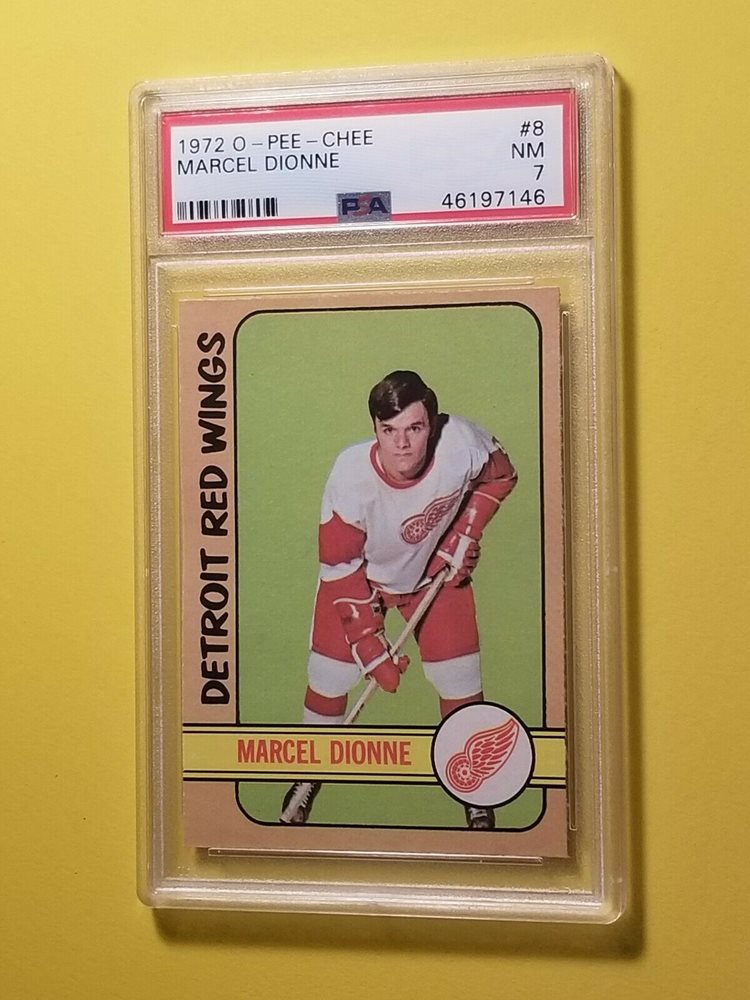 1972 O-PEE-CHEE #8
MARCEL DIONNE NM
7
PSA 46197146
DETROIT RED WINGS
MARCEL DIONNE